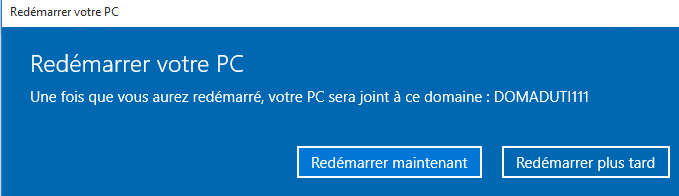 Redémarrer votre PC
Redémarrer votre PC
Une fois que vous aurez redémarré, votre PC sera joint à ce domaine : DOMADUTI111
Redémarrer maintenant
Redémarrer plus tard